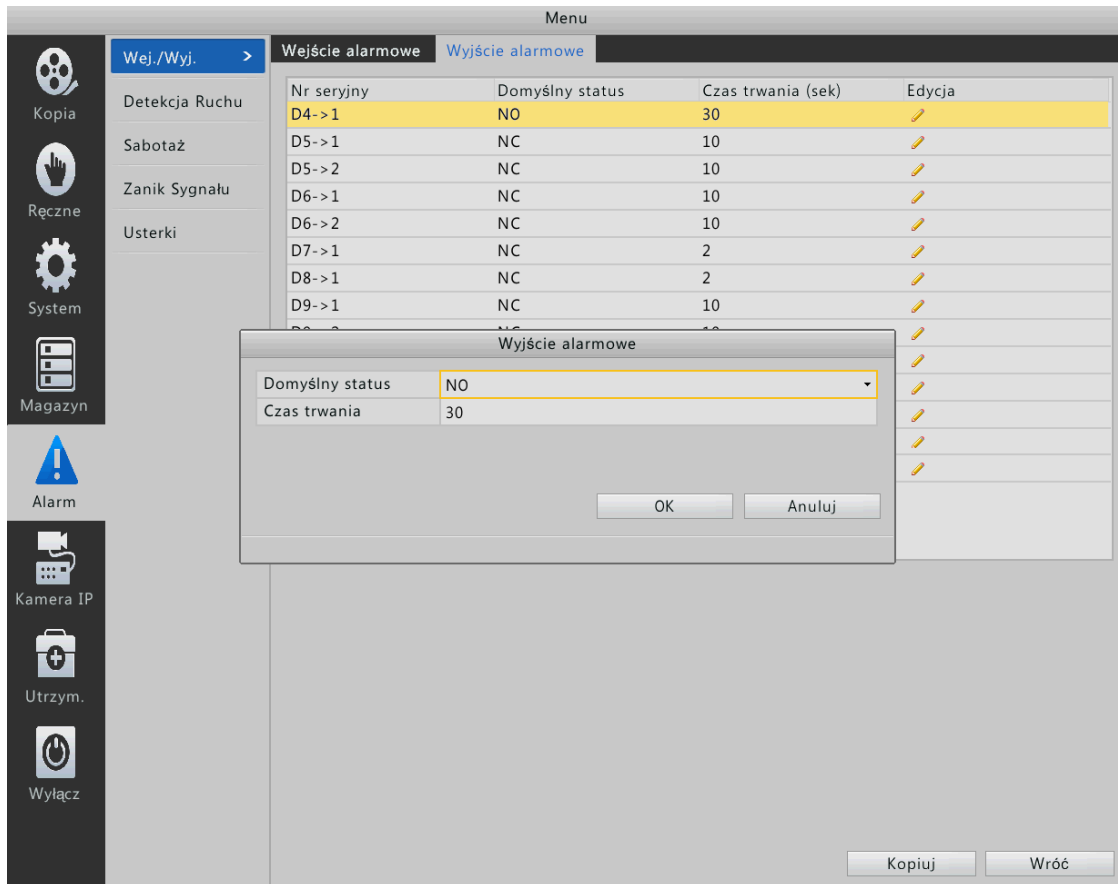 Menu
Kopia
Ręczne
System
Magazyn
Alarm
Kamera IP
Utrzym.
Wyłącz
Wej./Wyj. >
Detekcja Ruchu
Sabotaż
Zanik Sygnału
Usterki
Wejście alarmowe Wyjście alarmowe
Nr seryjny Domyślny status Czas trwania (sek) Edycja
D4->1 NO 30
D5->1 NC 10
D5->2 NC 10
D6->1 NC 10
D6->2 NC 10
D7->1 NC 2
D8->1 NC 2
D9->1 NC 10
Wyjście alarmowe
Domyślny status NO
Czas trwania 30
OK Anuluj
Kopiuj Wróć